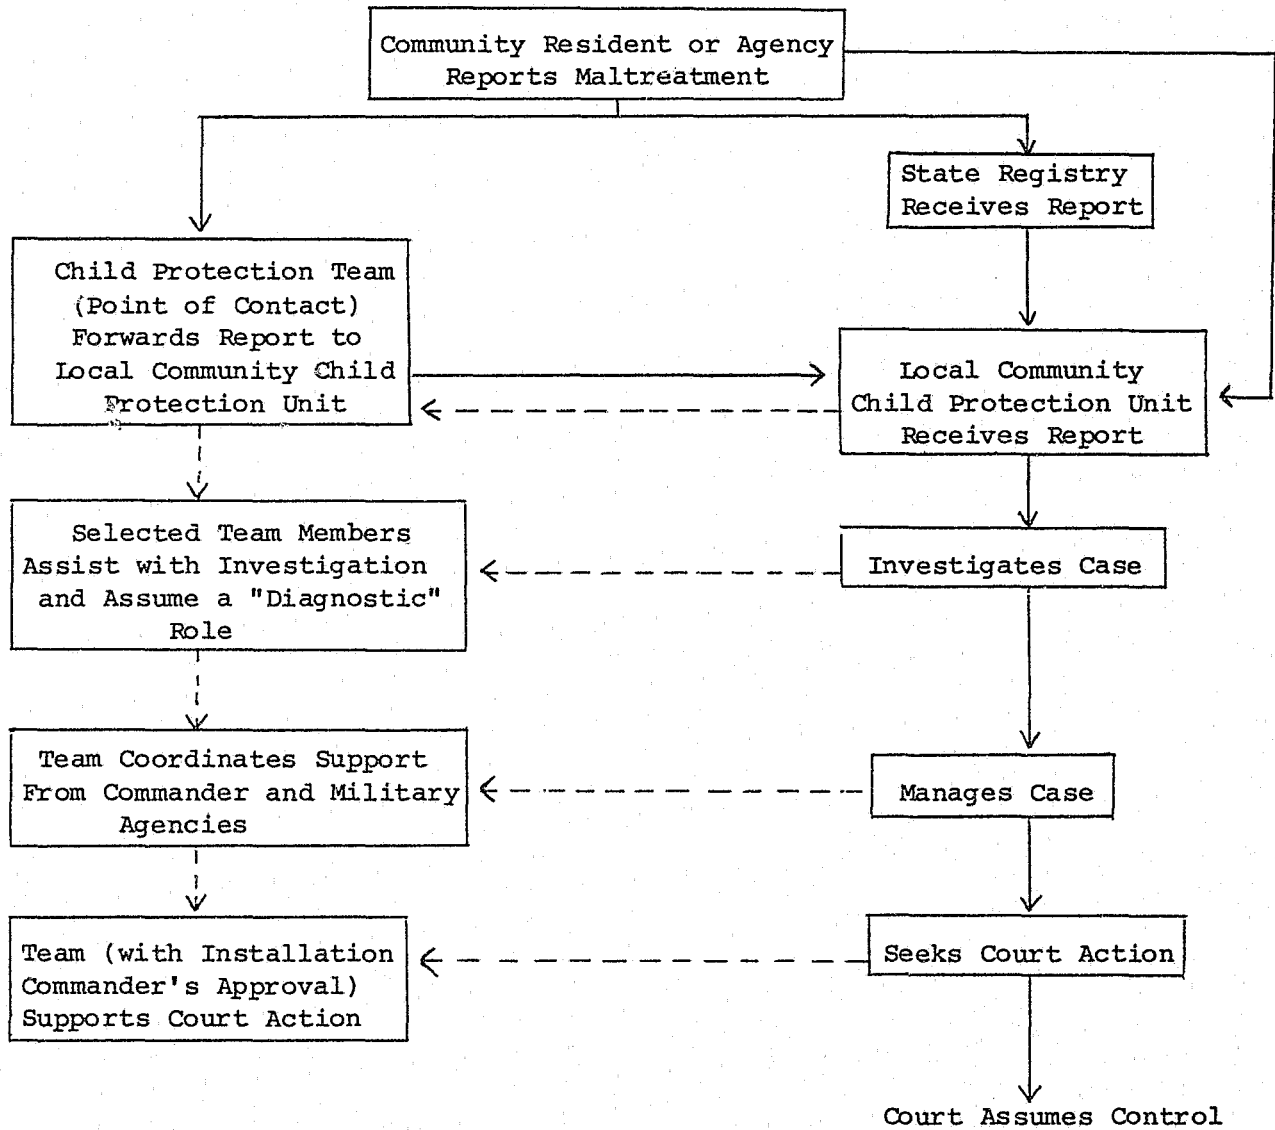 Community Resident or Agency
Reports Maltreatment
State Registry
Receives Report
Child Protection Team
(Point of Contact)
Forwards Report to
Local Community Child
Protection Unit
Local Community
Child Protection Unit
Receives Report
Selected Team Members
Assist with Investigation
and Assume a "Diagnostic"
Role
Investigates Case
Team Coordinates Support
From Commander and Military
Agencies
Manages Case
Team (with Installation
Commander's Approval)
Supports Court Action
Seeks Court Action
Court Assumes Control